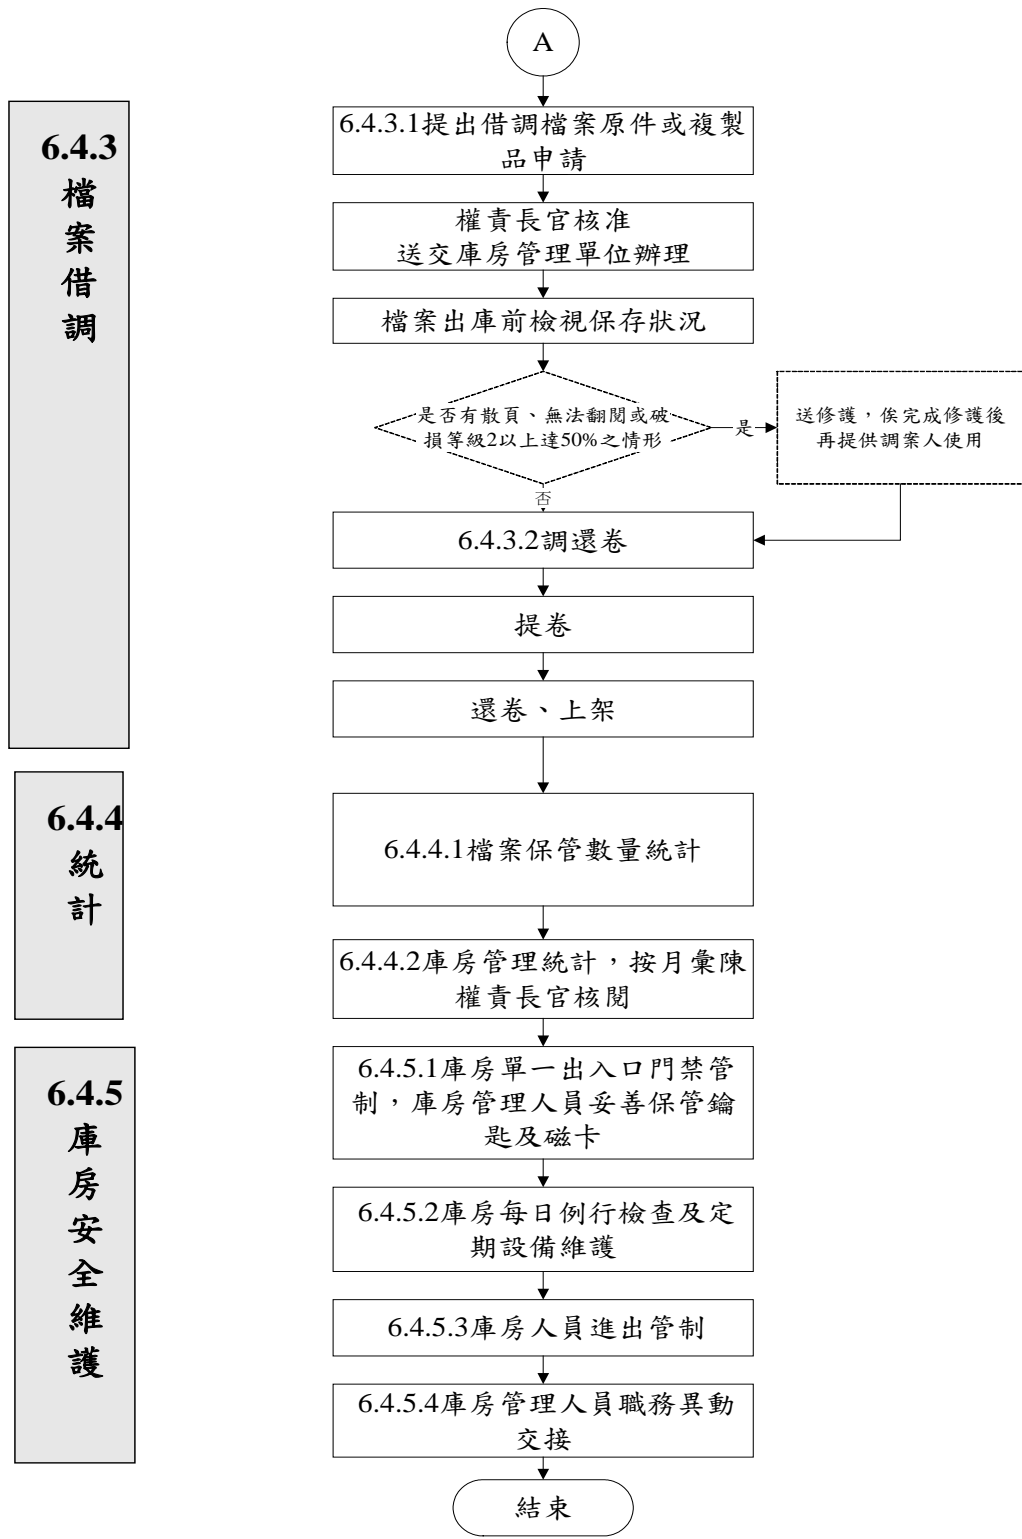 A
6.4.3
檔
案
借
調
6.4.3.1提出借調檔案原件或複製
品申請
權責長官核准
送交庫房管理單位辦理
檔案出庫前檢視保存狀況
是否有散頁、無法翻閱或破
損等級2以上達50%之情形
是
送修護，俟完成修護後
再提供調案人使用
否
6.4.3.2調還卷
提卷
還卷、上架
6.4.4
統
計
6.4.4.1檔案保管數量統計
6.4.4.2庫房管理統計，按月彙陳
權責長官核閱
6.4.5
庫
房
安
全
維
護
6.4.5.1庫房單一出入口門禁管
制，庫房管理人員妥善保管鑰
匙及磁卡
6.4.5.2庫房每日例行檢查及定
期設備維護
6.4.5.3庫房人員進出管制
6.4.5.4庫房管理人員職務異動
交接
結束